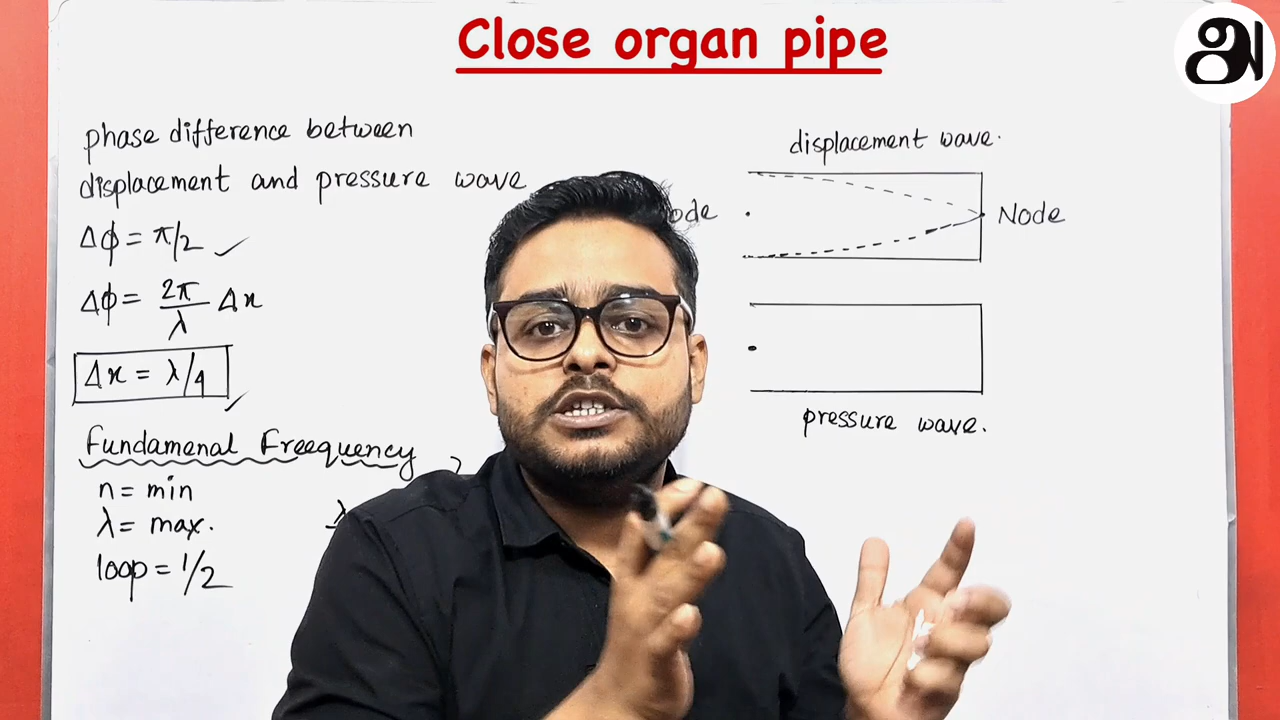 Close organ pipe
phase difference between
displacement and pressure wave
Δϕ = π/2
Δϕ = 2π/λ Δx
Δx = λ/4
Fundamenal Freequency
n = min
λ = max.
loop = 1/2
λ
displacement wave.
ode
Node
pressure wave.